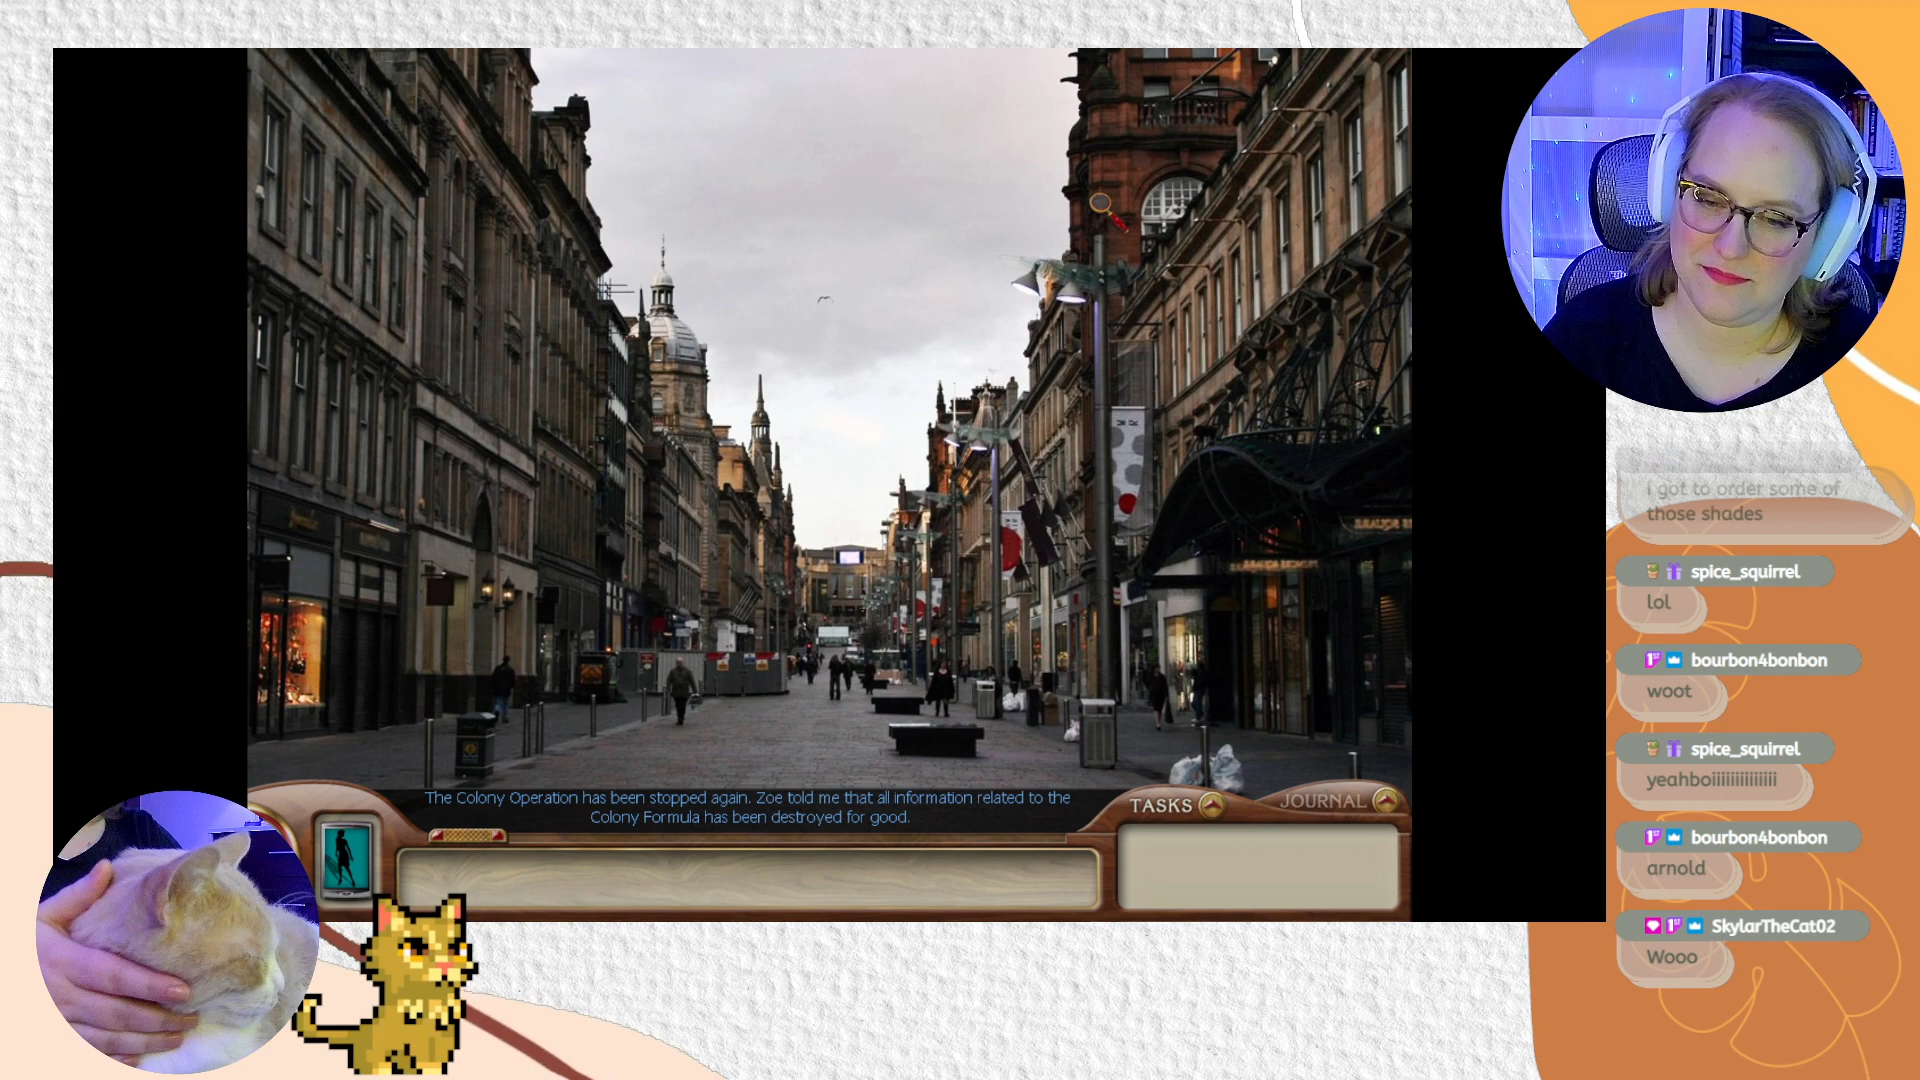 The Colony Operation has been stopped again. Zoe told me that all information related to the
Colony Formula has been destroyed for good.
TASKS
JOURNAL
I got to order some of
those shades
spice_squirrel
lol
bourbon4bonbon
woot
spice_squirrel
yeahboiiiiiiiiiiiiii
bourbon4bonbon
arnold
SkylarTheCat02
Wooo